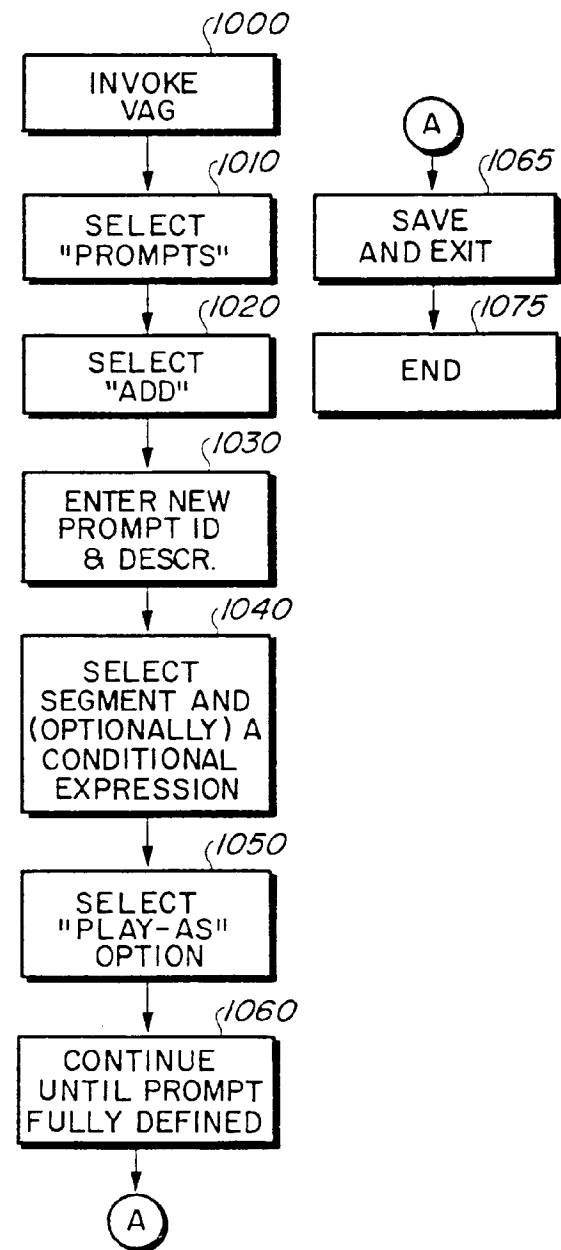 1000
INVOKE
VAG
1010
SELECT
"PROMPTS"
1020
SELECT
"ADD"
1030
ENTER NEW
PROMPT ID
& DESCR.
1040
SELECT
SEGMENT AND
(OPTIONALLY) A
CONDITIONAL
EXPRESSION
1050
SELECT
"PLAY-AS"
OPTION
1060
CONTINUE
UNTIL PROMPT
FULLY DEFINED
A
A
1065
SAVE
AND EXIT
1075
END